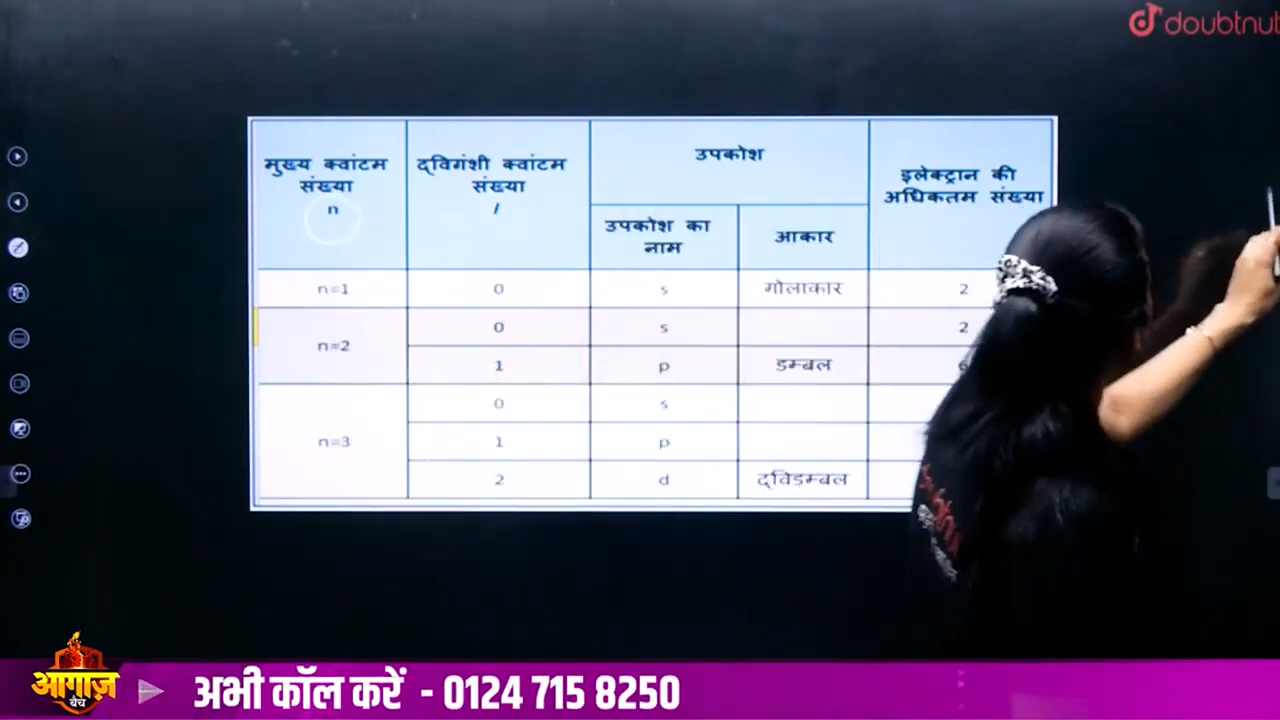 doubtnut
मुख्य क्वांटम
संख्या
n
द्विगंशी क्वांटम
संख्या
l
उपकोश
इलेक्ट्रान की
अधिकतम संख्या
उपकोश का
नाम
आकार
n=1
0
s
गोलाकार
2
n=2
0
s
2
1
p
डम्बल
n=3
0
s
1
p
2
d
द्विडम्बल
आगाज़
बैच
अभी कॉल करें - 0124 715 8250